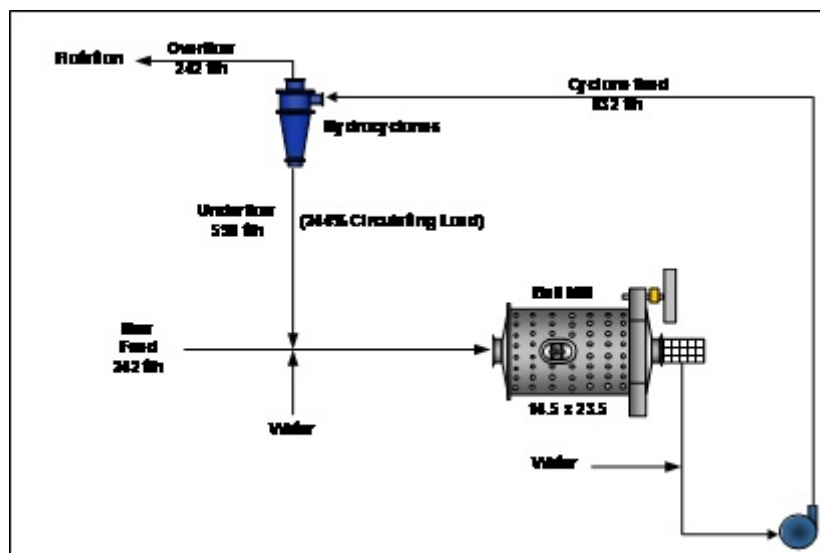 Overflow
Flotation
242 t/h
Cyclone feed
832 t/h
Hydrocyclones
Underflow
590 t/h
(244% Circulating Load)
Ball Mill
New
Feed
242 t/h
14.5 x 23.5
Water
Water